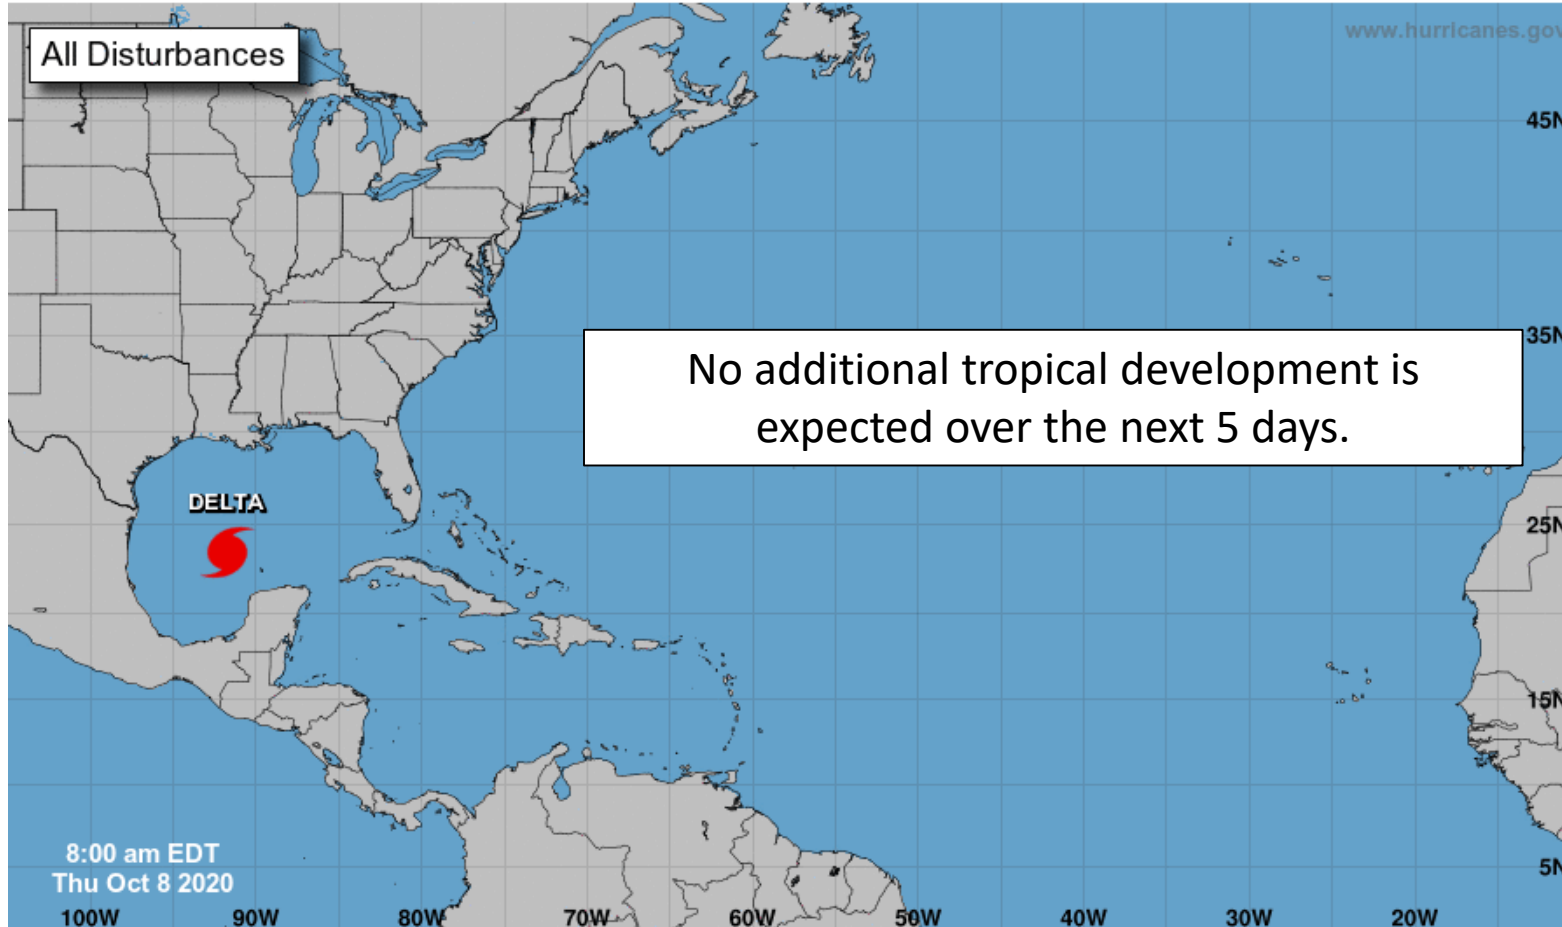 All Disturbances
www.hurricanes.gov
45N
35N
No additional tropical development is
expected over the next 5 days.
DELTA
25N
15N
8:00 am EDT
Thu Oct 8 2020
5N
100W 90W 80W 70W 60W 50W 40W 30W 20W